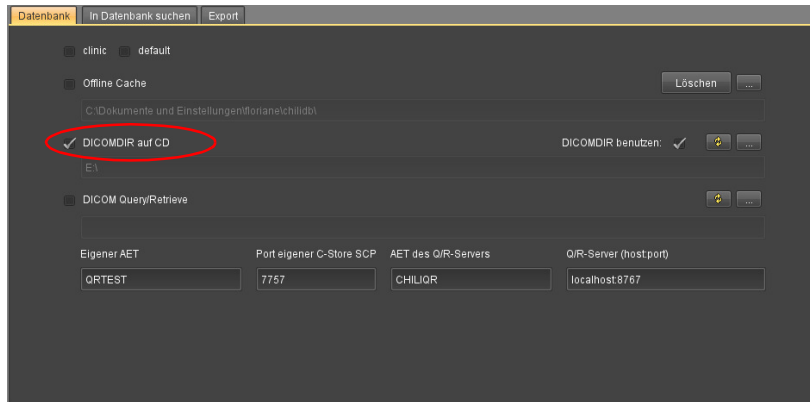 Datenbank In Datenbank suchen Export
clinic default
Offline Cache Löschen ...
C:\Dokumente und Einstellungen\floriane\chilidb\
DICOMDIR auf CD DICOMDIR benutzen: ...
E:\
DICOM Query/Retrieve ...
Eigener AET Port eigener C-Store SCP AET des Q/R-Servers Q/R-Server (host:port)
QRTEST 7757 CHILIQR localhost:8767